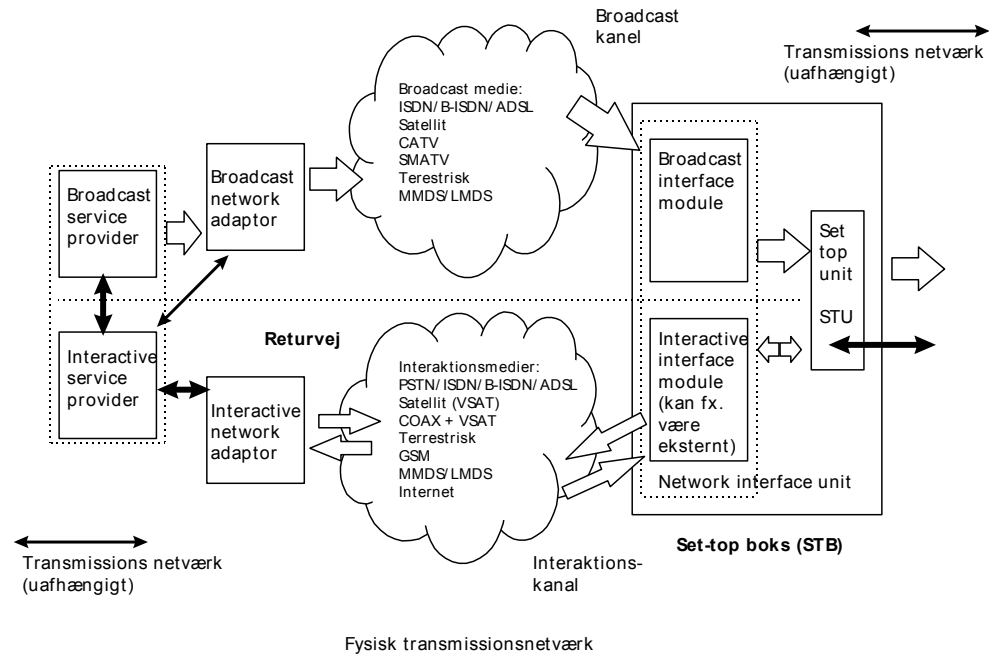 Broadcast
kanal
Transmissions netværk
(uafhængigt)
Broadcast medie:
ISDN/ B-ISDN/ ADSL
Satellit
CATV
SMATV
Terestrisk
MMDS/ LMDS
Broadcast
service
provider
Broadcast
network
adaptor
Broadcast
interface
module
Set
top
unit
STU
Returvej
Interactive
service
provider
Interactive
network
adaptor
Interaktionsmedier:
PSTN/ ISDN/ B-ISDN/ ADSL
Satellit (VSAT)
COAX + VSAT
Terrestrisk
GSM
MMDS/ LMDS
Internet
Interactive
interface
module
(kan fx.
være
eksternt)
Network interface unit
Set-top boks (STB)
Transmissions netværk
(uafhængigt)
Interaktions-
kanal
Fysisk transmissionsnetværk